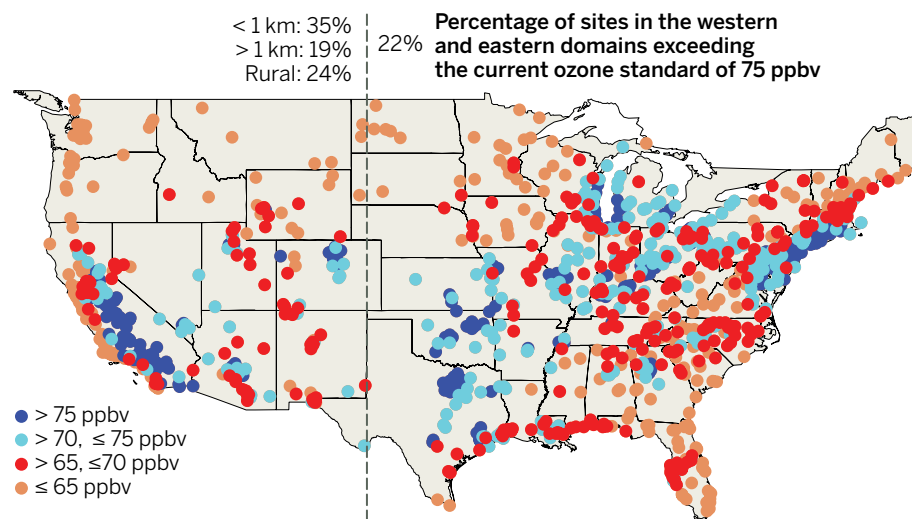 < 1 km: 35%
> 1 km: 19%
Rural: 24%
22%
Percentage of sites in the western
and eastern domains exceeding
the current ozone standard of 75 ppbv
> 75 ppbv
> 70, ≤ 75 ppbv
> 65, ≤70 ppbv
≤ 65 ppbv